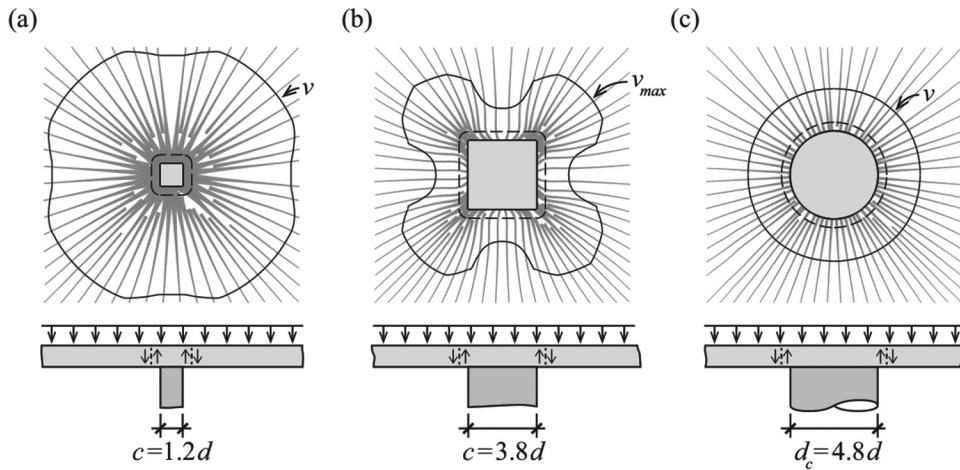 (a) (b) (c)
v v_max v
c=1.2d c=3.8d d_c=4.8d